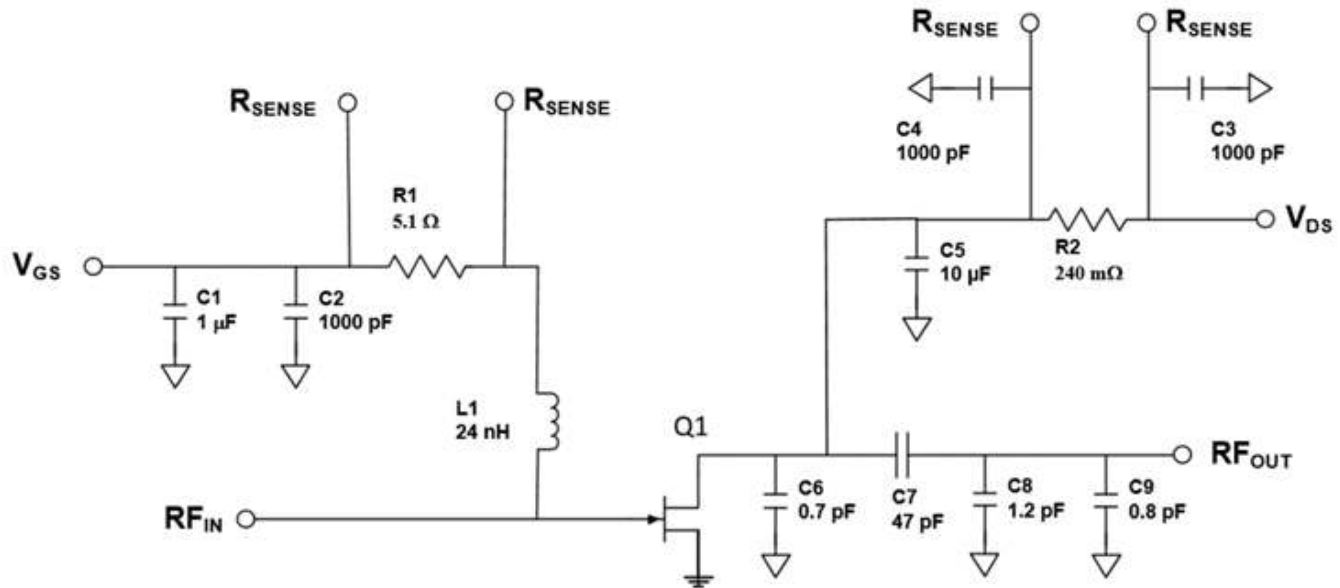 RSENSE
RSENSE
RSENSE
RSENSE
C4
1000 pF
C3
1000 pF
R1
5.1 Ω
VGS
C1
1 µF
C2
1000 pF
VDS
C5
10 µF
R2
240 mΩ
L1
24 nH
Q1
RFOUT
C6
0.7 pF
C7
47 pF
C8
1.2 pF
C9
0.8 pF
RFIN